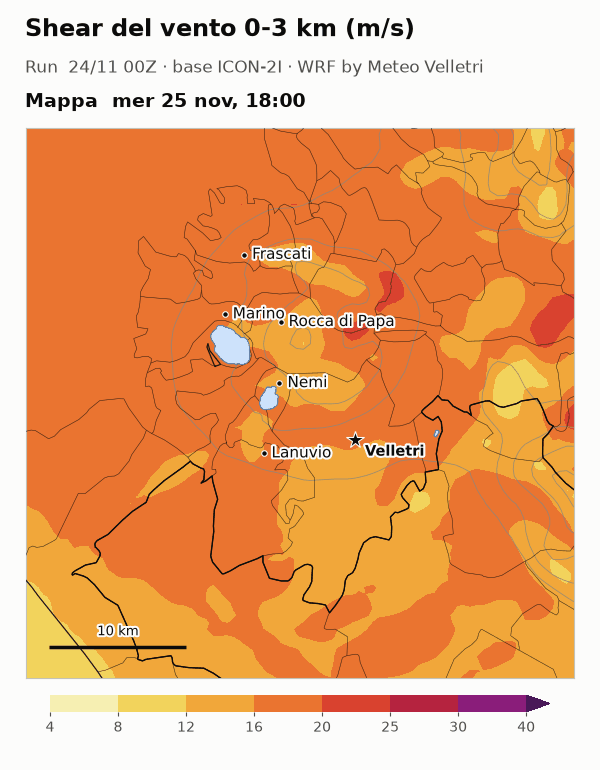 Shear del vento 0-3 km (m/s)
Run 24/11 00Z · base ICON-2I · WRF by Meteo Velletri
Mappa mer 25 nov, 18:00
Frascati
Marino
Rocca di Papa
Nemi
Velletri
Lanuvio
10 km
4 8 12 16 20 25 30 40